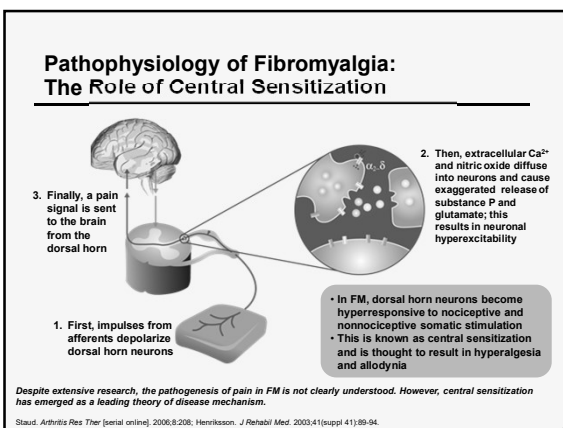 Pathophysiology of Fibromyalgia:
The Role of Central Sensitization
α₂δ
2. Then, extracellular Ca²⁺
and nitric oxide diffuse
into neurons and cause
exaggerated release of
substance P and
glutamate; this
results in neuronal
hyperexcitability
3. Finally, a pain
signal is sent
to the brain
from the
dorsal horn
1. First, impulses from
afferents depolarize
dorsal horn neurons
• In FM, dorsal horn neurons become
hyperresponsive to nociceptive and
nonnociceptive somatic stimulation
• This is known as central sensitization
and is thought to result in hyperalgesia
and allodynia
Despite extensive research, the pathogenesis of pain in FM is not clearly understood. However, central sensitization
has emerged as a leading theory of disease mechanism.
Staud. Arthritis Res Ther [serial online]. 2006;8:208; Henriksson. J Rehabil Med. 2003;41(suppl 41):89-94.